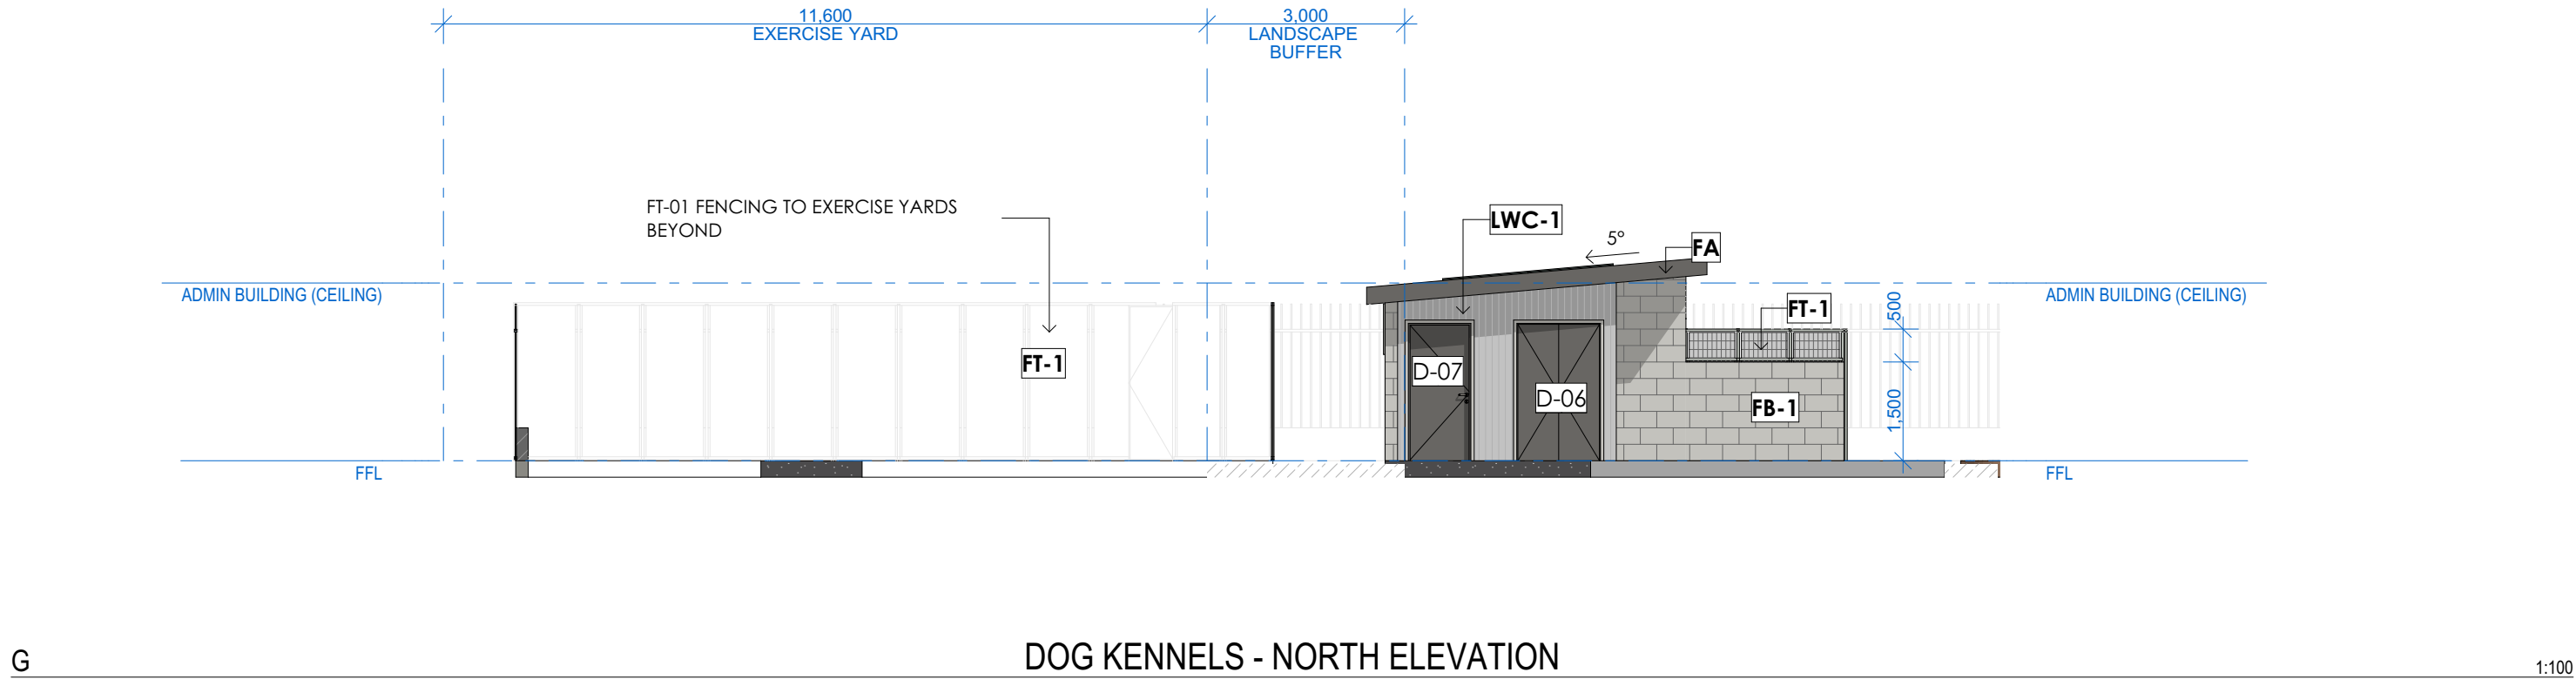 11,600
EXERCISE YARD
3,000
LANDSCAPE
BUFFER
FT-01 FENCING TO EXERCISE YARDS
BEYOND
LWC-1
5°
FA
ADMIN BUILDING (CEILING)
ADMIN BUILDING (CEILING)
FT-1
500
FT-1
D-07
D-06
FB-1
1,500
FFL
FFL
G
DOG KENNELS - NORTH ELEVATION
1:100